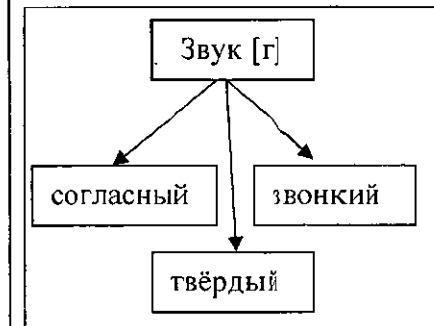 Звук [г]
согласный
звонкий
твёрдый